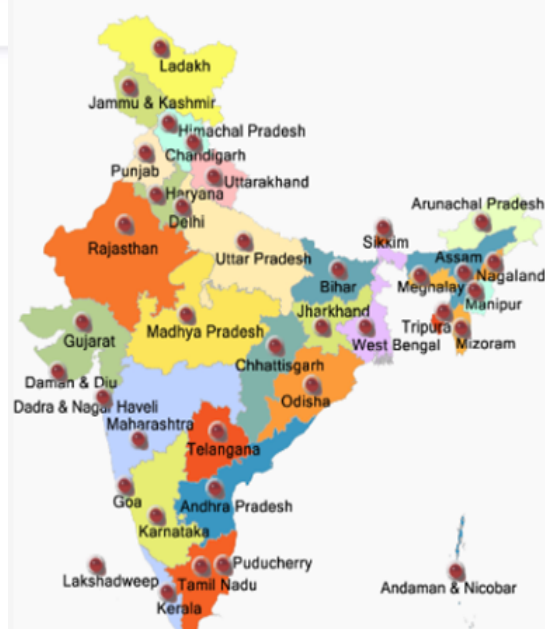 Ladakh
Jammu & Kashmir
Himachal Pradesh
Chandigarh
Punjab
Uttarakhand
Haryana
Delhi
Arunachal Pradesh
Rajasthan
Uttar Pradesh
Sikkim
Assam
Nagaland
Bihar
Meghalay
Manipur
Jharkhand
Tripura
Mizoram
West Bengal
Gujarat
Madhya Pradesh
Chhattisgarh
Daman & Diu
Dadra & Nagar Haveli
Odisha
Maharashtra
Telangana
Goa
Andhra Pradesh
Karnataka
Puducherry
Lakshadweep
Tamil Nadu
Andaman & Nicobar
Kerala